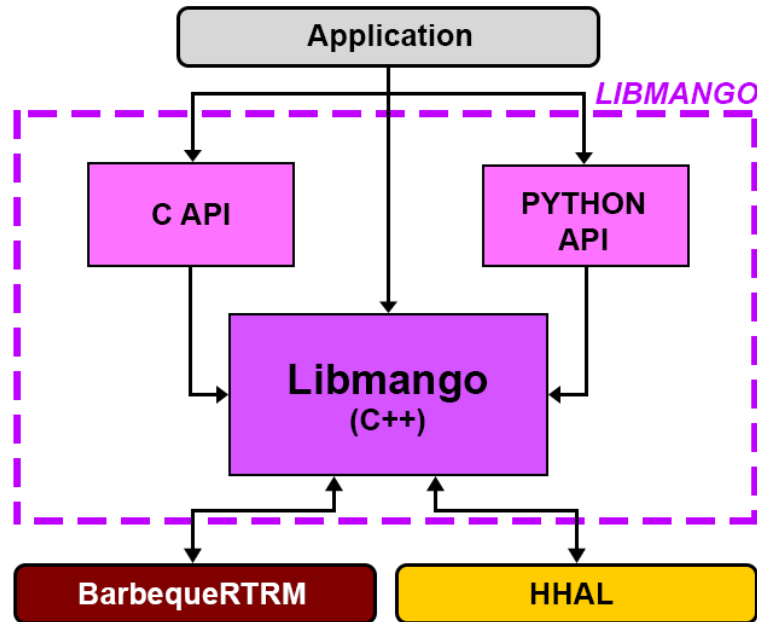 Application
LIBMANGO
C API
PYTHON
API
Libmango
(C++)
BarbequeRTRM
HHAL